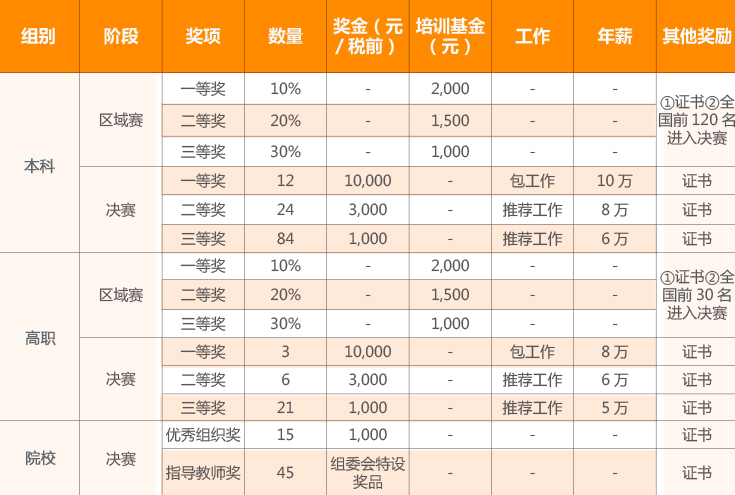 组别 阶段 奖项 数量 奖金（元/税前） 培训基金（元） 工作 年薪 其他奖励
本科 区域赛 一等奖 10% - 2,000 - - ①证书②全国前120名进入决赛
二等奖 20% - 1,500 - -
三等奖 30% - 1,000 - -
决赛 一等奖 12 10,000 - 包工作 10万 证书
二等奖 24 3,000 - 推荐工作 8万 证书
三等奖 84 1,000 - 推荐工作 6万 证书
高职 区域赛 一等奖 10% - 2,000 - - ①证书②全国前30名进入决赛
二等奖 20% - 1,500 - -
三等奖 30% - 1,000 - -
决赛 一等奖 3 10,000 - 包工作 8万 证书
二等奖 6 3,000 - 推荐工作 6万 证书
三等奖 21 1,000 - 推荐工作 5万 证书
院校 决赛 优秀组织奖 15 1,000 - - - 证书
指导教师奖 45 组委会特设奖品 - - - 证书